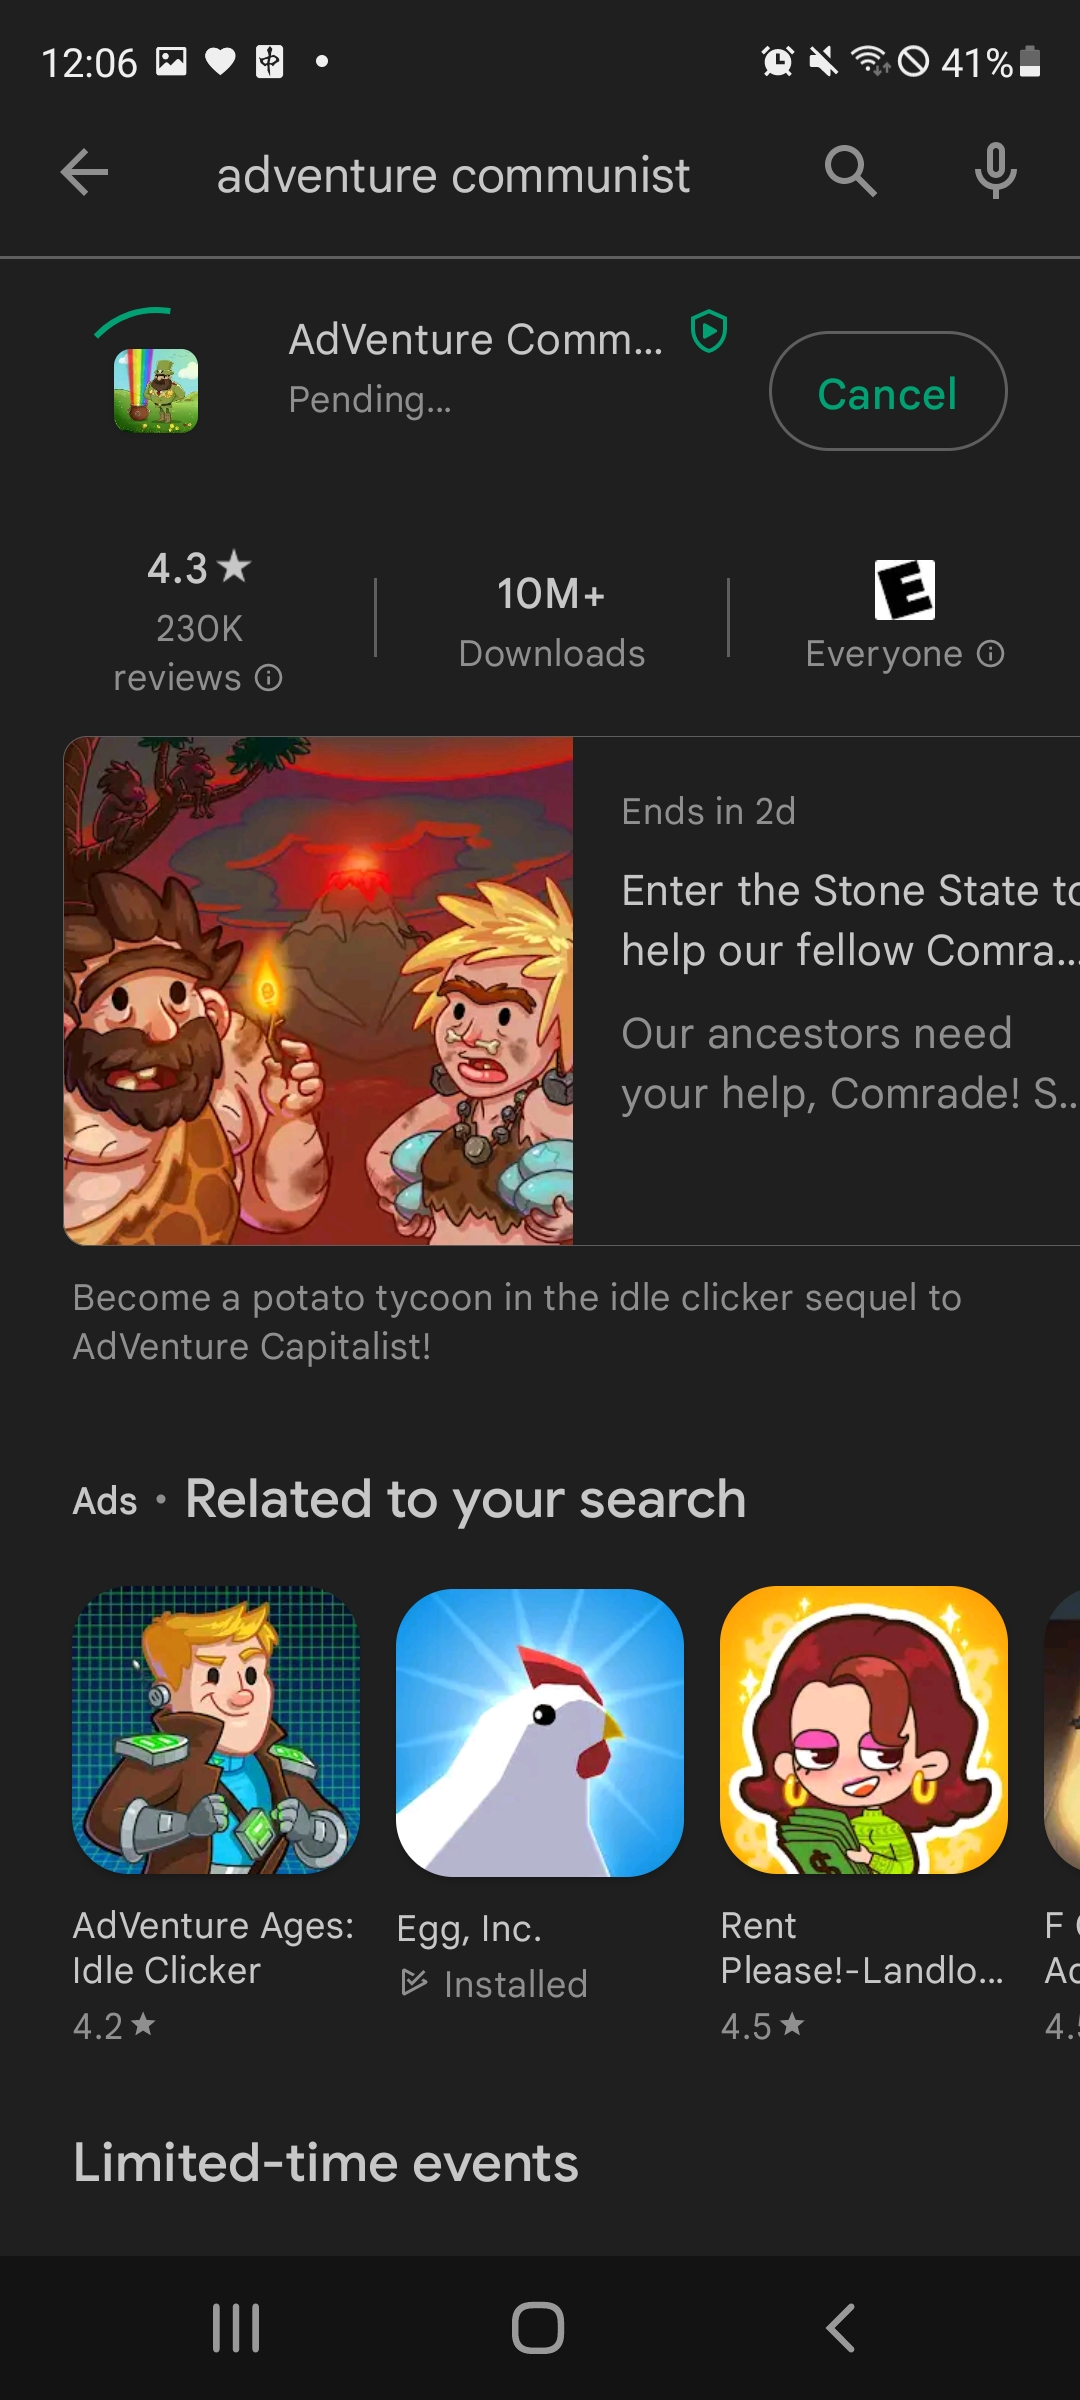 12:06
41%
adventure communist
AdVenture Comm...
Pending...
Cancel
4.3★
230K
reviews
10M+
Downloads
E
Everyone
Ends in 2d
Enter the Stone State to
help our fellow Comra...
Our ancestors need
your help, Comrade! S...
Become a potato tycoon in the idle clicker sequel to
AdVenture Capitalist!
Ads • Related to your search
AdVenture Ages:
Idle Clicker
4.2★
Egg, Inc.
Installed
Rent
Please!-Landlo...
4.5★
F
Limited-time events